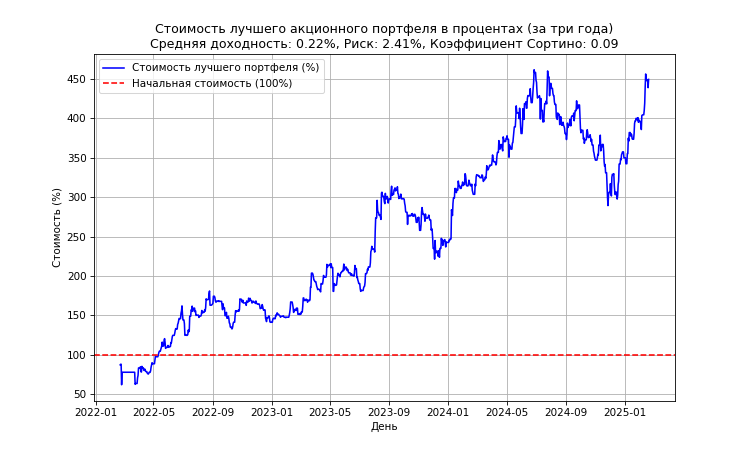 Стоимость лучшего акционного портфеля в процентах (за три года)
Средняя доходность: 0.22%, Риск: 2.41%, Коэффициент Сортино: 0.09
Стоимость лучшего портфеля (%)
Начальная стоимость (100%)
Стоимость (%)
450
400
350
300
250
200
150
100
50
2022-01 2022-05 2022-09 2023-01 2023-05 2023-09 2024-01 2024-05 2024-09 2025-01
День